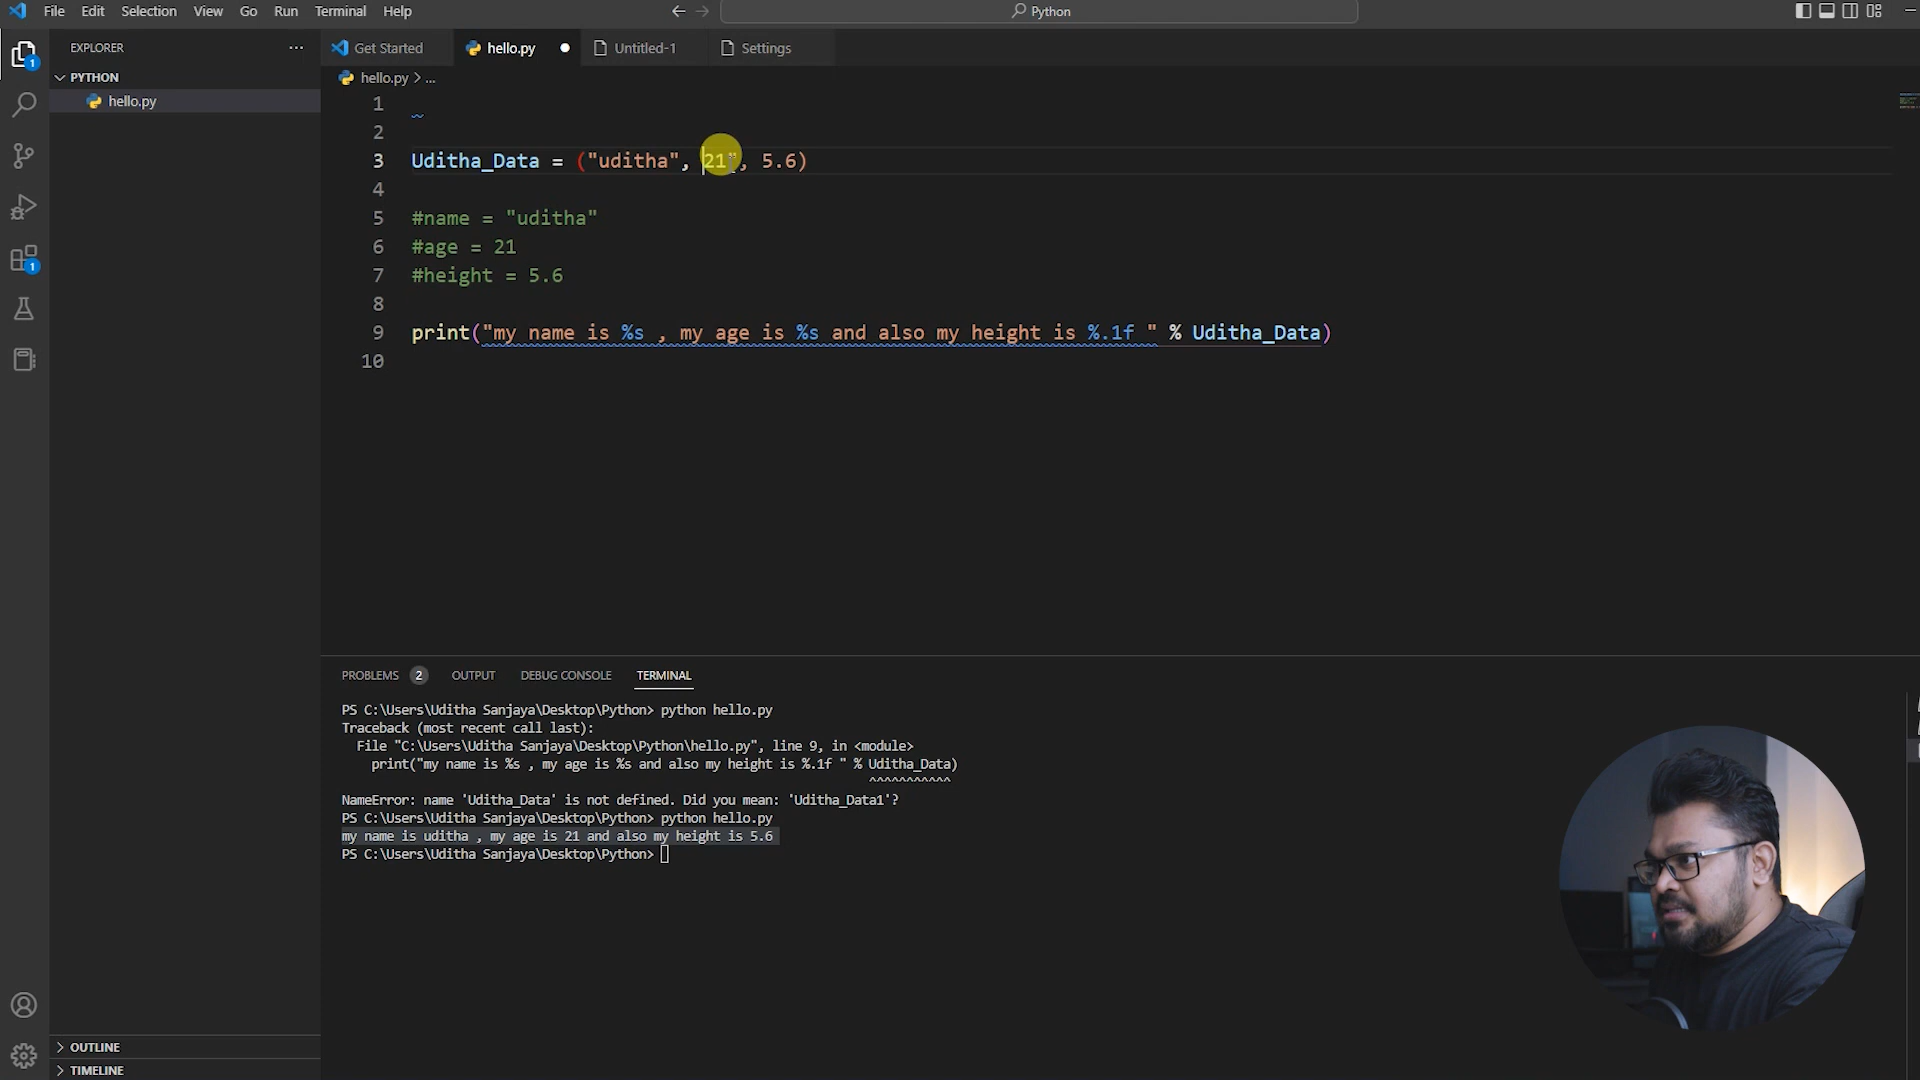 File Edit Selection View Go Run Terminal Help
Python
EXPLORER
Get Started
hello.py
Untitled-1
Settings
PYTHON
hello.py
hello.py > ...
1
2
3 Uditha_Data = ("uditha", 21", 5.6)
4
5 #name = "uditha"
6 #age = 21
7 #height = 5.6
8
9 print("my name is %s , my age is %s and also my height is %.1f " % Uditha_Data)
10
1
1
PROBLEMS 2 OUTPUT DEBUG CONSOLE TERMINAL
PS C:\Users\Uditha Sanjaya\Desktop\Python> python hello.py
Traceback (most recent call last):
File "C:\Users\Uditha Sanjaya\Desktop\Python\hello.py", line 9, in <module>
print("my name is %s , my age is %s and also my height is %.1f " % Uditha_Data)
^^^^^^^^^^^
NameError: name 'Uditha_Data' is not defined. Did you mean: 'Uditha_Data1'?
PS C:\Users\Uditha Sanjaya\Desktop\Python> python hello.py
my name is uditha , my age is 21 and also my height is 5.6
PS C:\Users\Uditha Sanjaya\Desktop\Python>
OUTLINE
TIMELINE